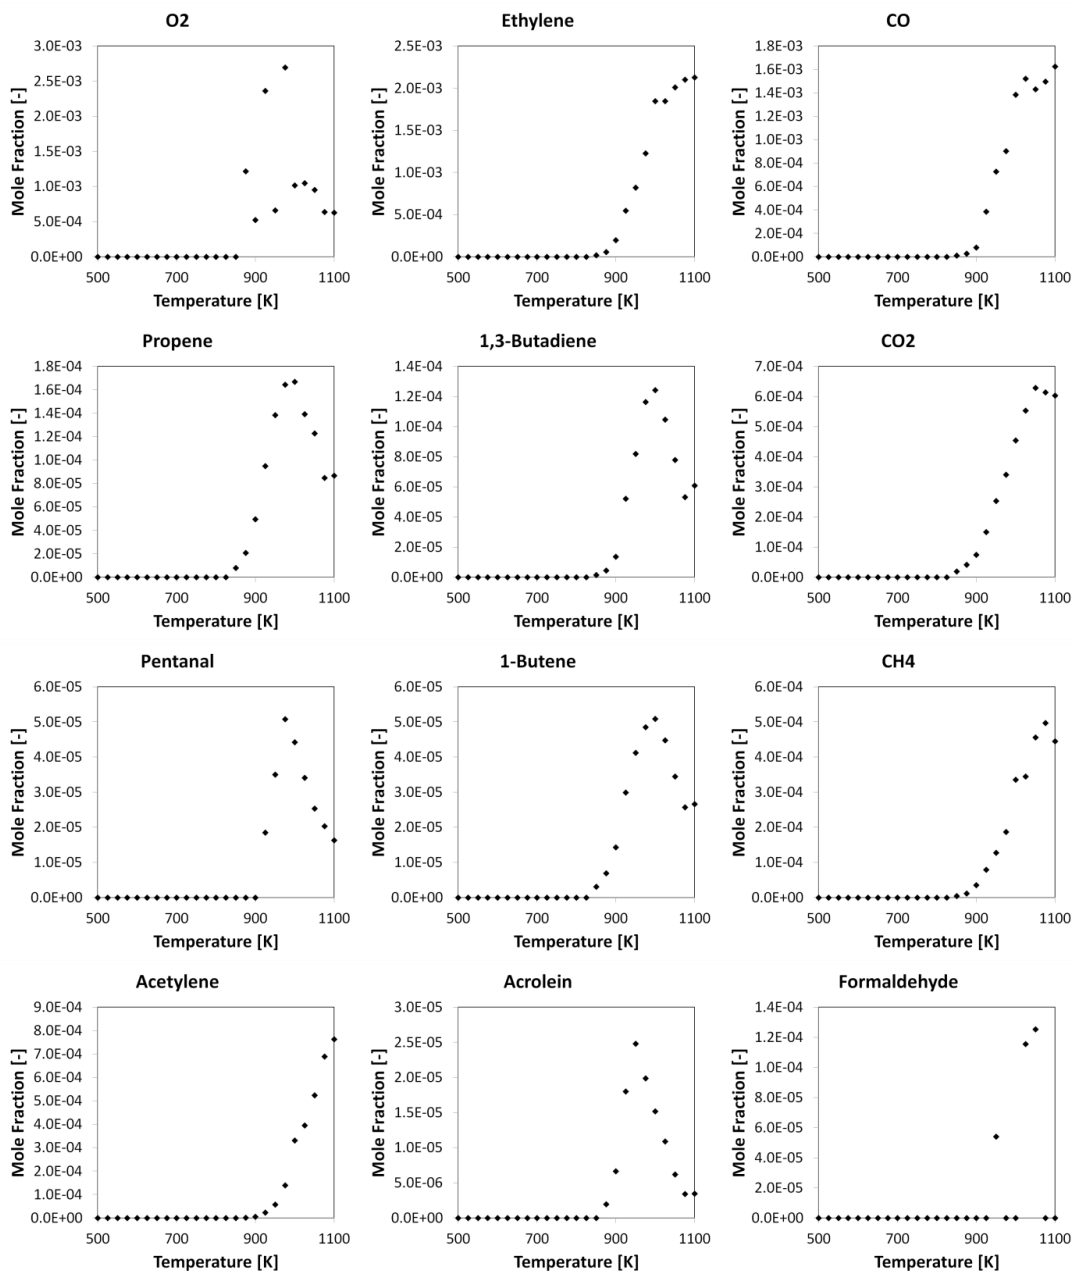 O2
Ethylene
CO
3.0E-03
2.5E-03
2.0E-03
1.5E-03
1.0E-03
5.0E-04
0.0E+00
Mole Fraction [-]
500 700 900 1100
Temperature [K]
2.5E-03
2.0E-03
1.5E-03
1.0E-03
5.0E-04
0.0E+00
Mole Fraction [-]
500 700 900 1100
Temperature [K]
1.8E-03
1.6E-03
1.4E-03
1.2E-03
1.0E-03
8.0E-04
6.0E-04
4.0E-04
2.0E-04
0.0E+00
Mole Fraction [-]
500 700 900 1100
Temperature [K]
Propene
1,3-Butadiene
CO2
1.8E-04
1.6E-04
1.4E-04
1.2E-04
1.0E-04
8.0E-05
6.0E-05
4.0E-05
2.0E-05
0.0E+00
Mole Fraction [-]
500 700 900 1100
Temperature [K]
1.4E-04
1.2E-04
1.0E-04
8.0E-05
6.0E-05
4.0E-05
2.0E-05
0.0E+00
Mole Fraction [-]
500 700 900 1100
Temperature [K]
7.0E-04
6.0E-04
5.0E-04
4.0E-04
3.0E-04
2.0E-04
1.0E-04
0.0E+00
Mole Fraction [-]
500 700 900 1100
Temperature [K]
Pentanal
1-Butene
CH4
6.0E-05
5.0E-05
4.0E-05
3.0E-05
2.0E-05
1.0E-05
0.0E+00
Mole Fraction [-]
500 700 900 1100
Temperature [K]
6.0E-05
5.0E-05
4.0E-05
3.0E-05
2.0E-05
1.0E-05
0.0E+00
Mole Fraction [-]
500 700 900 1100
Temperature [K]
6.0E-04
5.0E-04
4.0E-04
3.0E-04
2.0E-04
1.0E-04
0.0E+00
Mole Fraction [-]
500 700 900 1100
Temperature [K]
Acetylene
Acrolein
Formaldehyde
9.0E-04
8.0E-04
7.0E-04
6.0E-04
5.0E-04
4.0E-04
3.0E-04
2.0E-04
1.0E-04
0.0E+00
Mole Fraction [-]
500 700 900 1100
Temperature [K]
3.0E-05
2.5E-05
2.0E-05
1.5E-05
1.0E-05
5.0E-06
0.0E+00
Mole Fraction [-]
500 700 900 1100
Temperature [K]
1.4E-04
1.2E-04
1.0E-04
8.0E-05
6.0E-05
4.0E-05
2.0E-05
0.0E+00
Mole Fraction [-]
500 700 900 1100
Temperature [K]